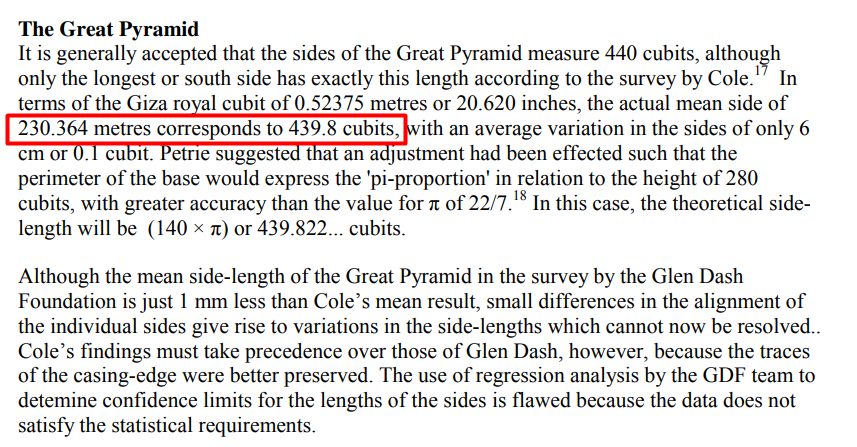 The Great Pyramid
It is generally accepted that the sides of the Great Pyramid measure 440 cubits, although
only the longest or south side has exactly this length according to the survey by Cole.17 In
terms of the Giza royal cubit of 0.52375 metres or 20.620 inches, the actual mean side of
230.364 metres corresponds to 439.8 cubits, with an average variation in the sides of only 6
cm or 0.1 cubit. Petrie suggested that an adjustment had been effected such that the
perimeter of the base would express the 'pi-proportion' in relation to the height of 280
cubits, with greater accuracy than the value for π of 22/7.18 In this case, the theoretical side-
length will be (140 × π) or 439.822... cubits.
Although the mean side-length of the Great Pyramid in the survey by the Glen Dash
Foundation is just 1 mm less than Cole’s mean result, small differences in the alignment of
the individual sides give rise to variations in the side-lengths which cannot now be resolved..
Cole’s findings must take precedence over those of Glen Dash, however, because the traces
of the casing-edge were better preserved. The use of regression analysis by the GDF team to
detemine confidence limits for the lengths of the sides is flawed because the data does not
satisfy the statistical requirements.